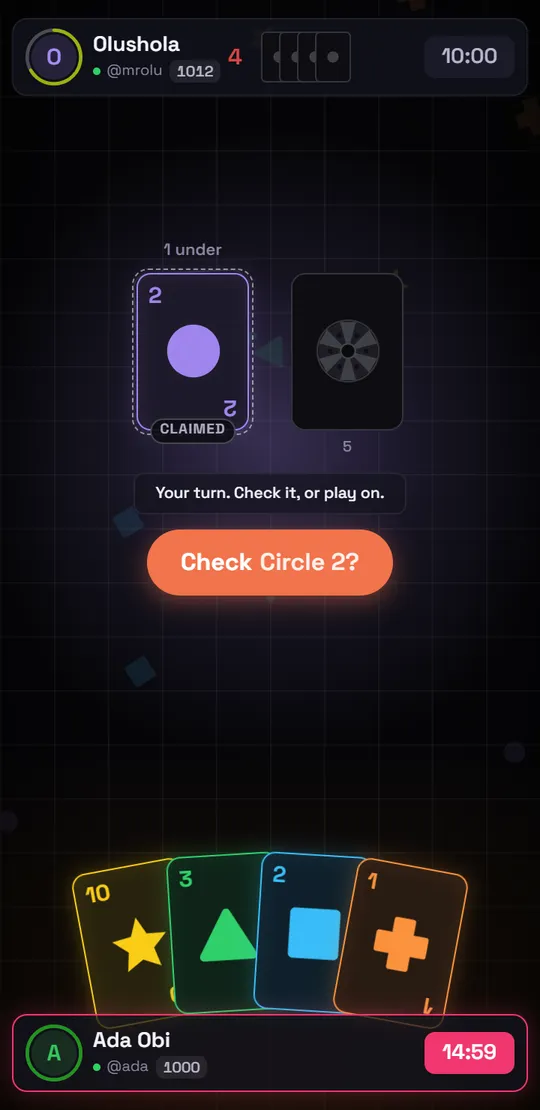 O
Olushola
@mrolu 1012
4
10:00
1 under
2
2
CLAIMED
5
Your turn. Check it, or play on.
Check Circle 2?
10
3
2
1
1
A
Ada Obi
@ada 1000
14:59